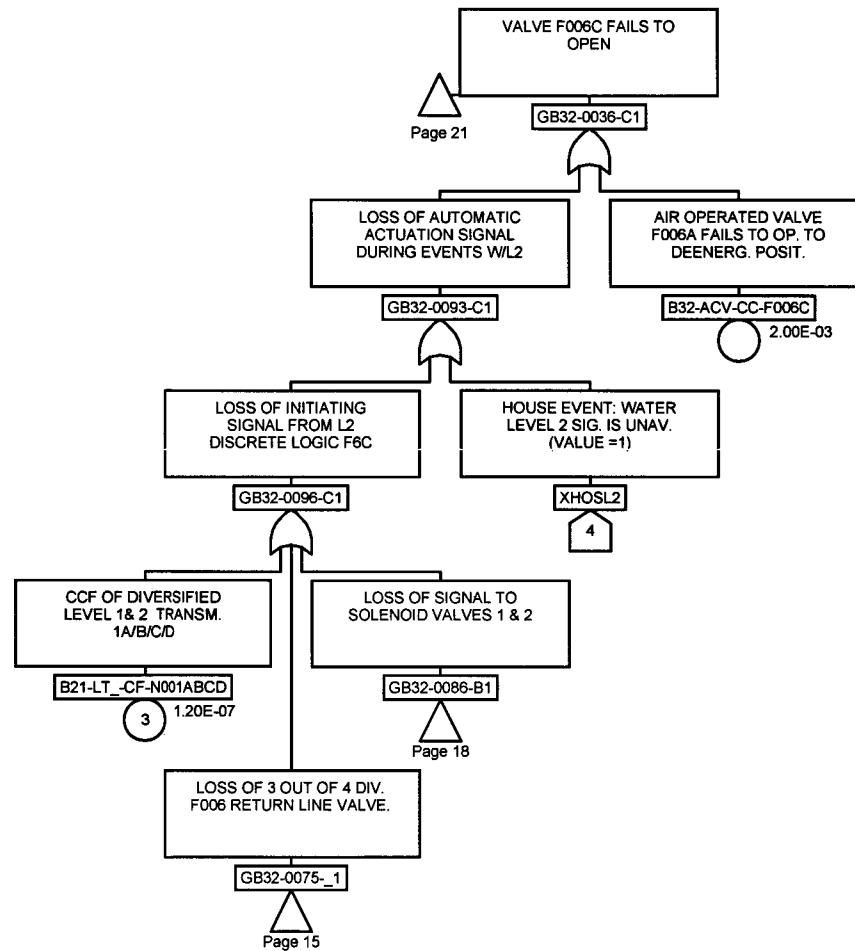 VALVE F006C FAILS TO
OPEN
Page 21
GB32-0036-C1
LOSS OF AUTOMATIC
ACTUATION SIGNAL
DURING EVENTS W/L2
GB32-0093-C1
AIR OPERATED VALVE
F006A FAILS TO OP. TO
DEENERG. POSIT.
B32-ACV-CC-F006C
2.00E-03
LOSS OF INITIATING
SIGNAL FROM L2
DISCRETE LOGIC F6C
GB32-0096-C1
HOUSE EVENT: WATER
LEVEL 2 SIG. IS UNAV.
(VALUE =1)
XHOSL2
4
CCF OF DIVERSIFIED
LEVEL 1& 2 TRANSM.
1A/B/C/D
B21-LT_-CF-N001ABCD
3
1.20E-07
LOSS OF SIGNAL TO
SOLENOID VALVES 1 & 2
GB32-0086-B1
Page 18
LOSS OF 3 OUT OF 4 DIV.
F006 RETURN LINE VALVE.
GB32-0075-_1
Page 15